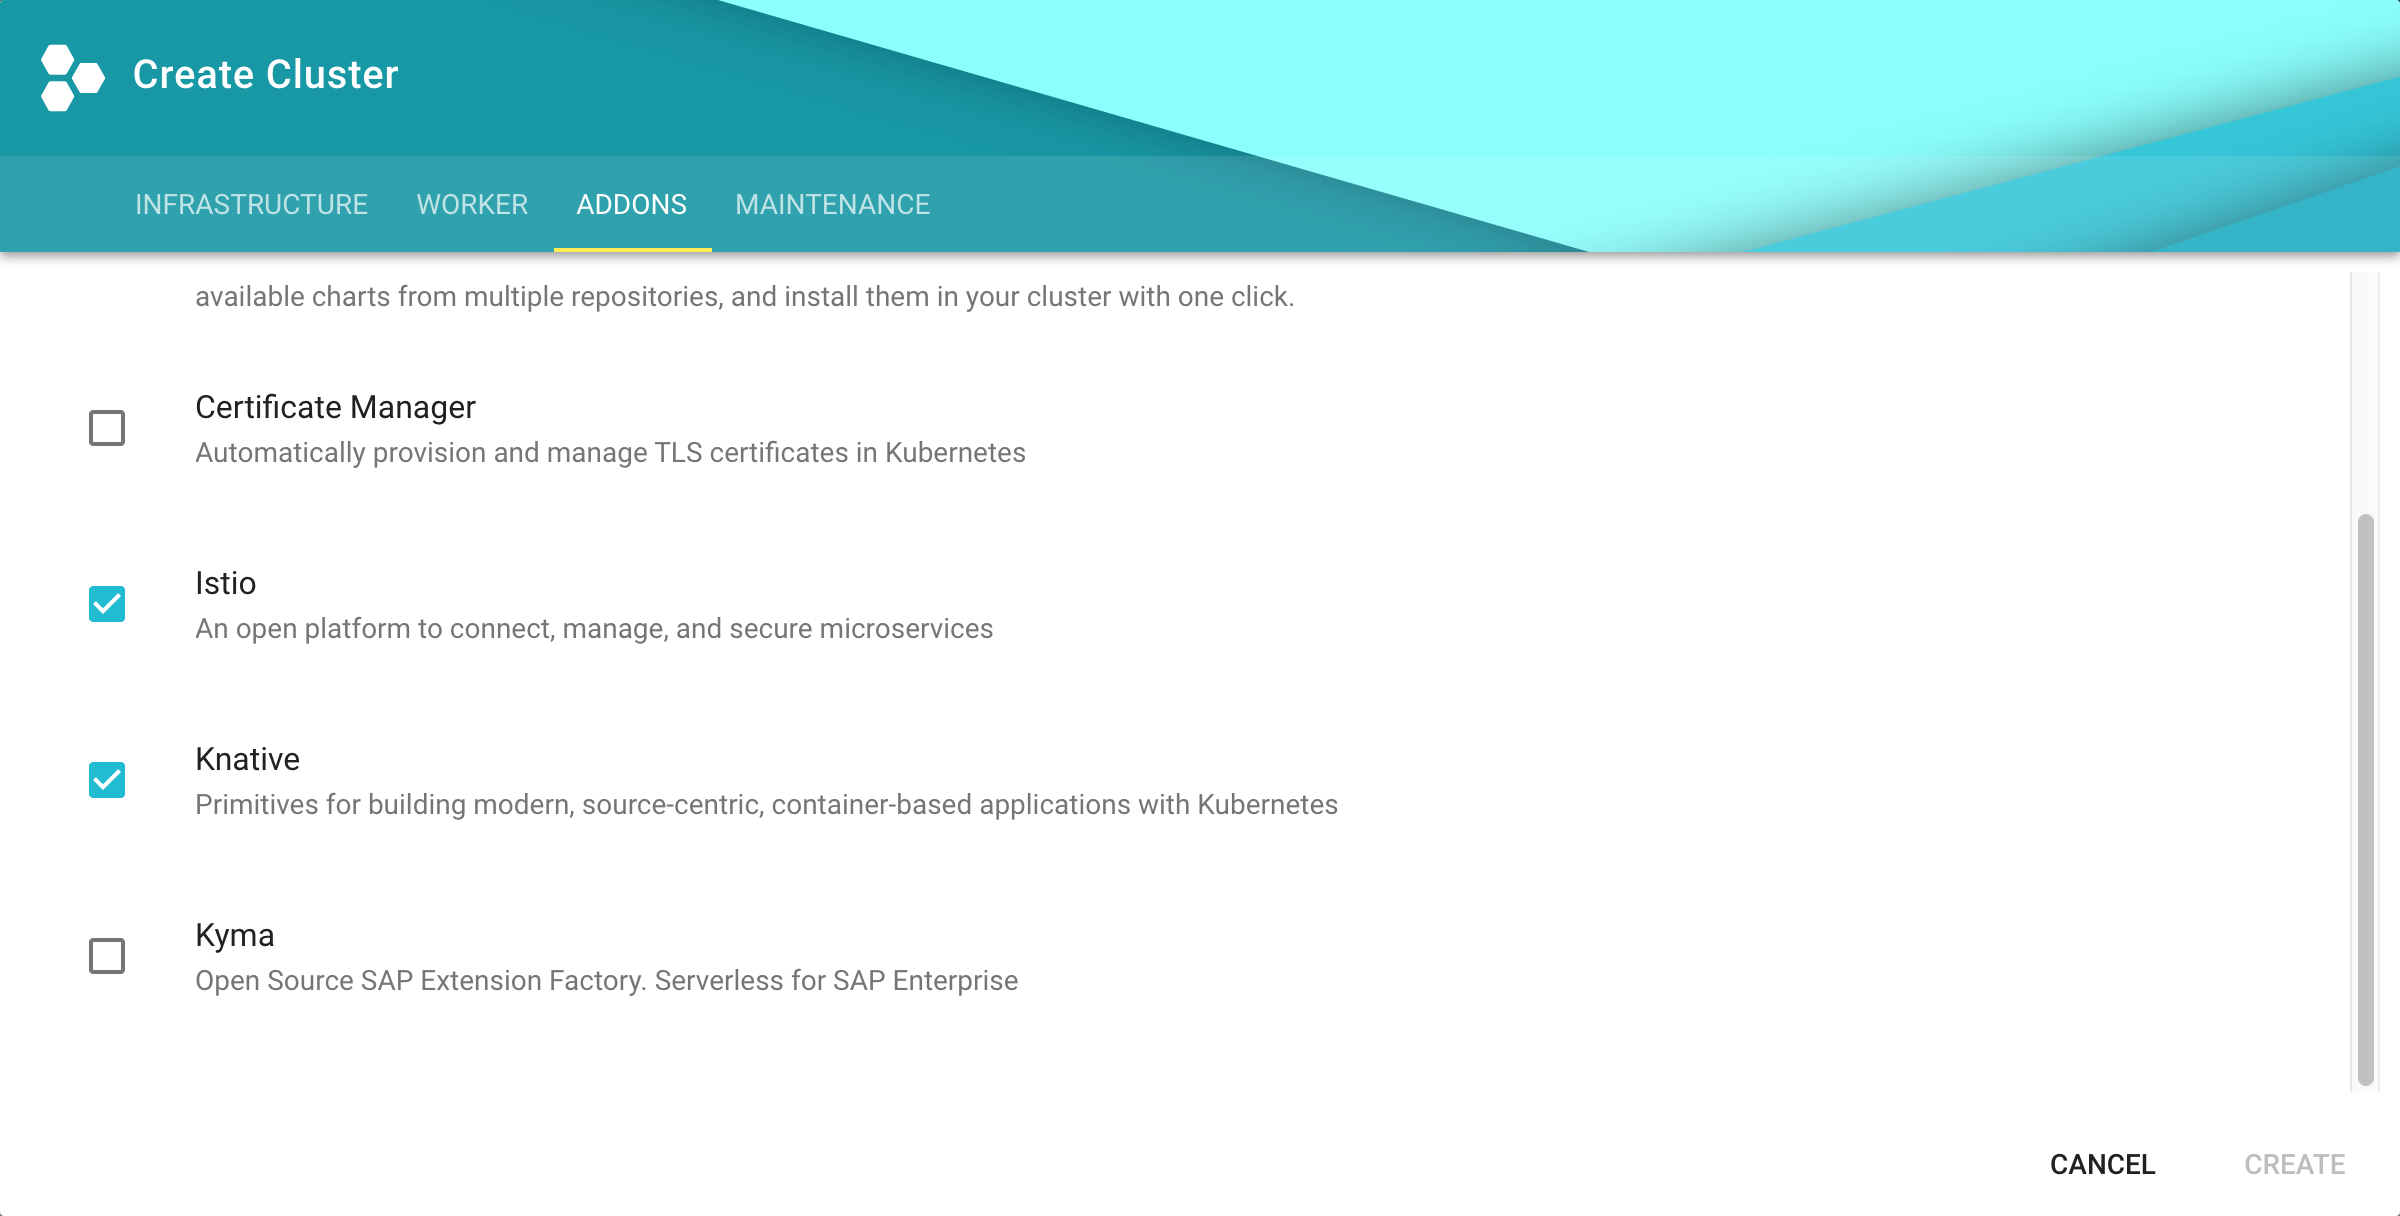 Create Cluster
INFRASTRUCTURE WORKER ADDONS MAINTENANCE
available charts from multiple repositories, and install them in your cluster with one click.
Certificate Manager
Automatically provision and manage TLS certificates in Kubernetes
Istio
An open platform to connect, manage, and secure microservices
Knative
Primitives for building modern, source-centric, container-based applications with Kubernetes
Kyma
Open Source SAP Extension Factory. Serverless for SAP Enterprise
CANCEL CREATE